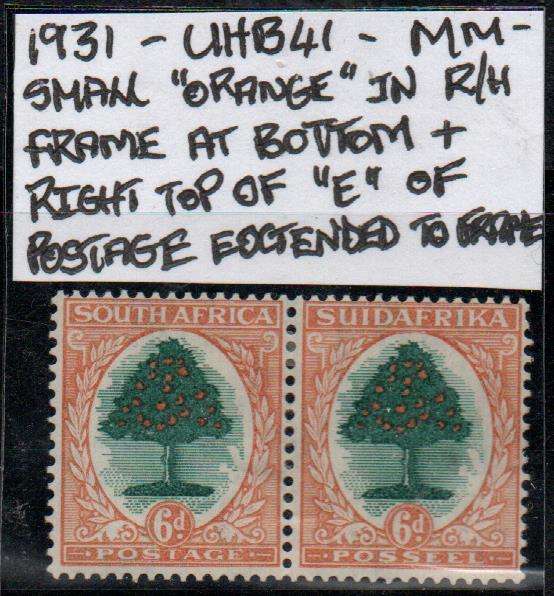 1931 - UHB41 - MM-
SMALL "ORANGE" IN R/H
FRAME AT BOTTOM +
RIGHT TOP OF "E" OF
POSTAGE EXTENDED TO FRAME
SOUTH AFRICA SUIDAFRIKA
6d 6d
POSTAGE POSSEEL